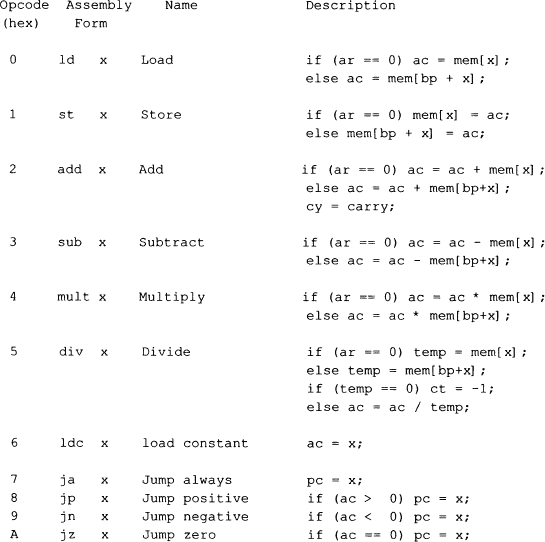 Opcode Assembly Name Description
(hex) Form
0 ld x Load if (ar == 0) ac = mem[x];
else ac = mem[bp + x];
1 st x Store if (ar == 0) mem[x] = ac;
else mem[bp + x] = ac;
2 add x Add if (ar == 0) ac = ac + mem[x];
else ac = ac + mem[bp+x];
cy = carry;
3 sub x Subtract if (ar == 0) ac = ac - mem[x];
else ac = ac - mem[bp+x];
4 mult x Multiply if (ar == 0) ac = ac * mem[x];
else ac = ac * mem[bp+x];
5 div x Divide if (ar == 0) temp = mem[x];
else temp = mem[bp+x];
if (temp == 0) ct = -1;
else ac = ac / temp;
6 ldc x load constant ac = x;
7 ja x Jump always pc = x;
8 jp x Jump positive if (ac > 0) pc = x;
9 jn x Jump negative if (ac < 0) pc = x;
A jz x Jump zero if (ac == 0) pc = x;